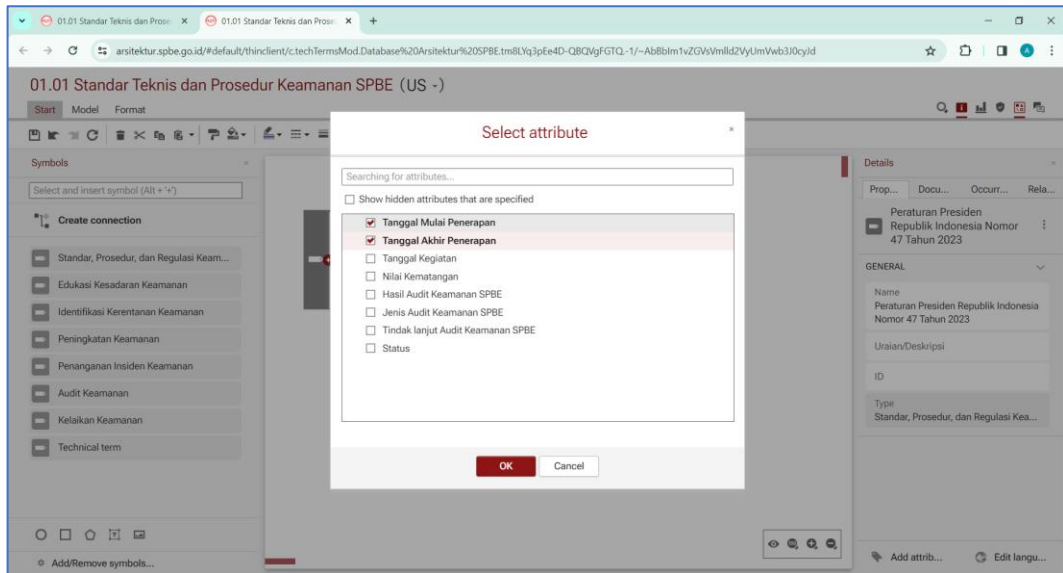 01.01 Standar Teknis dan Prose
01.01 Standar Teknis dan Prose
arsitektur.spbe.go.id/#default/thinclient/c.techTermsMod.Database%20Arsitektur%20SPBE.tm8LYq3pEe4D-QBQVgFGTQ.-1/~AbBbIm1vZGVsVmlld2VyUmVwb3J0cyJd
A
01.01 Standar Teknis dan Prosedur Keamanan SPBE (US -)
Start Model Format
Select attribute
Symbols
Select and insert symbol (Alt + '+')
Create connection
Standar, Prosedur, dan Regulasi Keam...
Edukasi Kesadaran Keamanan
Identifikasi Kerentanan Keamanan
Peningkatan Keamanan
Penanganan Insiden Keamanan
Audit Keamanan
Kelaikan Keamanan
Technical term
Add/Remove symbols...
Searching for attributes...
Show hidden attributes that are specified
Tanggal Mulai Penerapan
Tanggal Akhir Penerapan
Tanggal Kegiatan
Nilai Kematangan
Hasil Audit Keamanan SPBE
Jenis Audit Keamanan SPBE
Tindak lanjut Audit Keamanan SPBE
Status
OK Cancel
Details
Prop... Docu... Occurr... Rela...
Peraturan Presiden
Republik Indonesia Nomor
47 Tahun 2023
GENERAL
Name
Peraturan Presiden Republik Indonesia
Nomor 47 Tahun 2023
Uraian/Deskripsi
ID
Type
Standar, Prosedur, dan Regulasi Kea...
Add attrib... Edit langu...